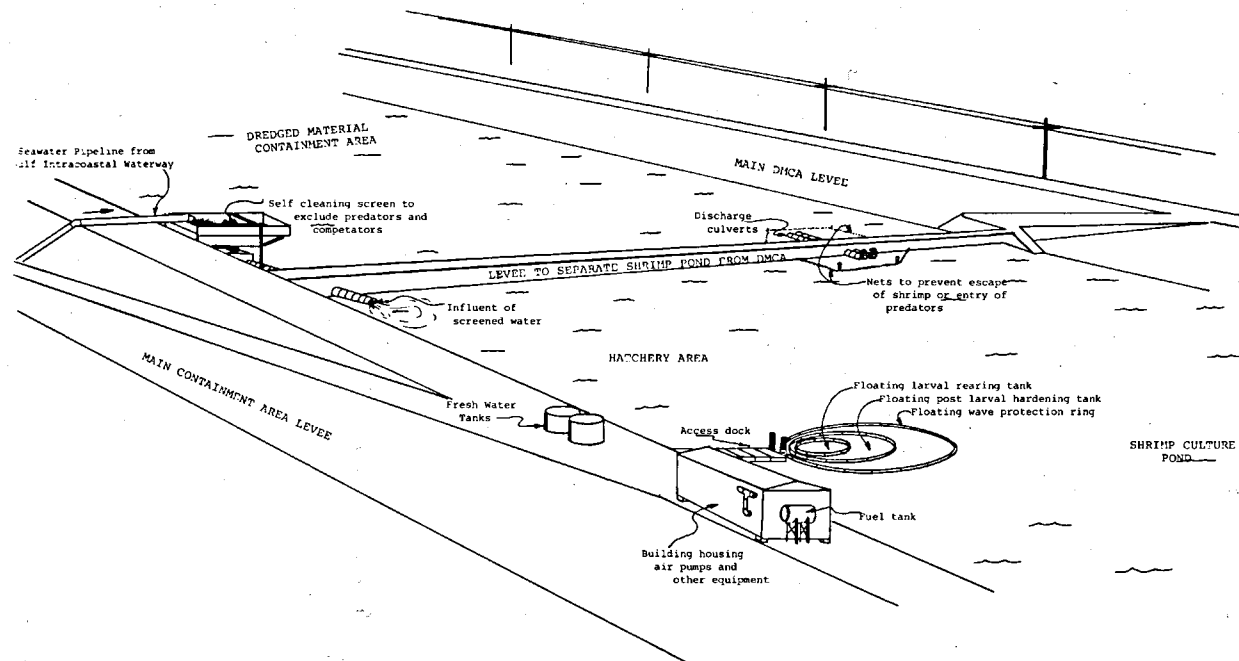 DREDGED MATERIAL
CONTAINMENT AREA
Seawater Pipeline from
Gulf Intracoastal Waterway
MAIN DMCA LEVEL
Self cleaning screen to
exclude predators and
competators
Discharge
culverts
LEVEE TO SEPARATE SHRIMP POND FROM DMCA
Nets to prevent escape
of shrimp or entry of
predators
Influent of
screened water
HATCHERY AREA
MAIN CONTAINMENT AREA LEVEE
Floating larval rearing tank
Floating post larval hardening tank
Floating wave protection ring
Fresh Water
Tanks
Access dock
SHRIMP CULTURE
POND
Fuel tank
Building housing
air pumps and
other equipment